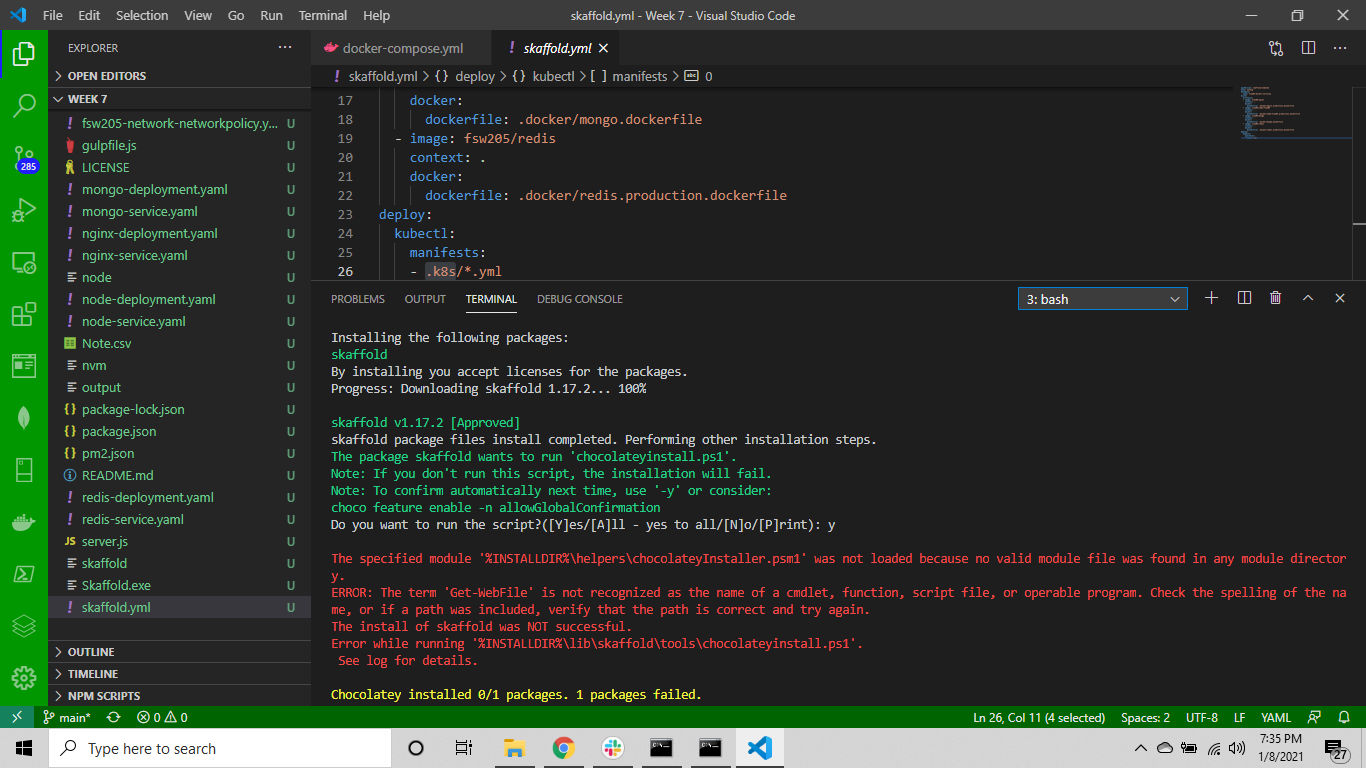 File Edit Selection View Go Run Terminal Help
skaffold.yml - Week 7 - Visual Studio Code
EXPLORER
OPEN EDITORS
WEEK 7
fsw205-network-networkpolicy.y... U
gulpfile.js U
LICENSE U
mongo-deployment.yaml U
mongo-service.yaml U
nginx-deployment.yaml U
nginx-service.yaml U
node U
node-deployment.yaml U
node-service.yaml U
Note.csv U
nvm U
output U
package-lock.json U
package.json U
pm2.json U
README.md U
redis-deployment.yaml U
redis-service.yaml U
server.js U
skaffold U
Skaffold.exe U
skaffold.yml U
OUTLINE
TIMELINE
NPM SCRIPTS
285
docker-compose.yml
skaffold.yml
skaffold.yml > {} deploy > {} kubectl > [ ] manifests > abc 0
17 docker:
18 dockerfile: .docker/mongo.dockerfile
19 - image: fsw205/redis
20 context: .
21 docker:
22 dockerfile: .docker/redis.production.dockerfile
23 deploy:
24 kubectl:
25 manifests:
26 - .k8s/*.yml
PROBLEMS OUTPUT TERMINAL DEBUG CONSOLE
3: bash
Installing the following packages:
skaffold
By installing you accept licenses for the packages.
Progress: Downloading skaffold 1.17.2... 100%
skaffold v1.17.2 [Approved]
skaffold package files install completed. Performing other installation steps.
The package skaffold wants to run 'chocolateyinstall.ps1'.
Note: If you don't run this script, the installation will fail.
Note: To confirm automatically next time, use '-y' or consider:
choco feature enable -n allowGlobalConfirmation
Do you want to run the script?([Y]es/[A]ll - yes to all/[N]o/[P]rint): y
The specified module '%INSTALLDIR%\helpers\chocolateyInstaller.psm1' was not loaded because no valid module file was found in any module director
y.
ERROR: The term 'Get-WebFile' is not recognized as the name of a cmdlet, function, script file, or operable program. Check the spelling of the na
me, or if a path was included, verify that the path is correct and try again.
The install of skaffold was NOT successful.
Error while running '%INSTALLDIR%\lib\skaffold\tools\chocolateyinstall.ps1'.
See log for details.
Chocolatey installed 0/1 packages. 1 packages failed.
main* 0 0
Ln 26, Col 11 (4 selected) Spaces: 2 UTF-8 LF YAML
Type here to search
7:35 PM
1/8/2021
27